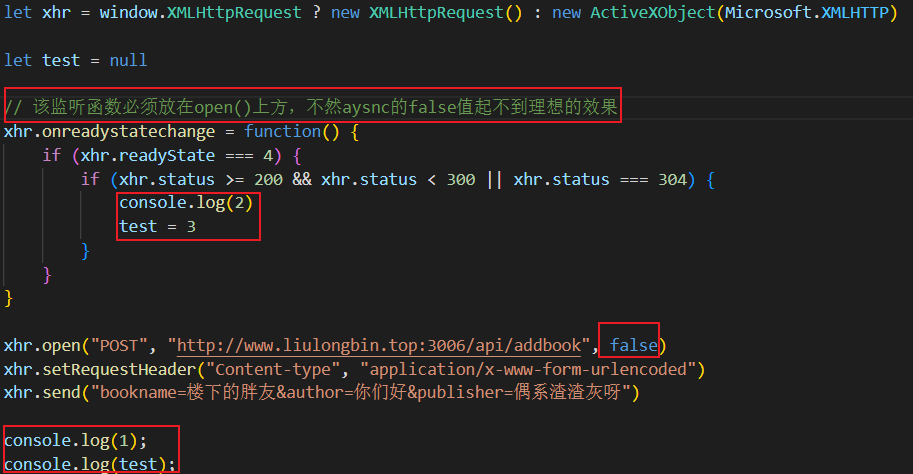 let xhr = window.XMLHttpRequest ? new XMLHttpRequest() : new ActiveXObject(Microsoft.XMLHTTP)
let test = null
// 该监听函数必须放在open()上方，不然aysnc的false值起不到理想的效果
xhr.onreadystatechange = function() {
    if (xhr.readyState === 4) {
        if (xhr.status >= 200 && xhr.status < 300 || xhr.status === 304) {
            console.log(2)
            test = 3
        }
    }
}
xhr.open("POST", "http://www.liulongbin.top:3006/api/addbook", false)
xhr.setRequestHeader("Content-type", "application/x-www-form-urlencoded")
xhr.send("bookname=楼下的胖友&author=你们好&publisher=偶系渣渣灰呀")
console.log(1);
console.log(test);